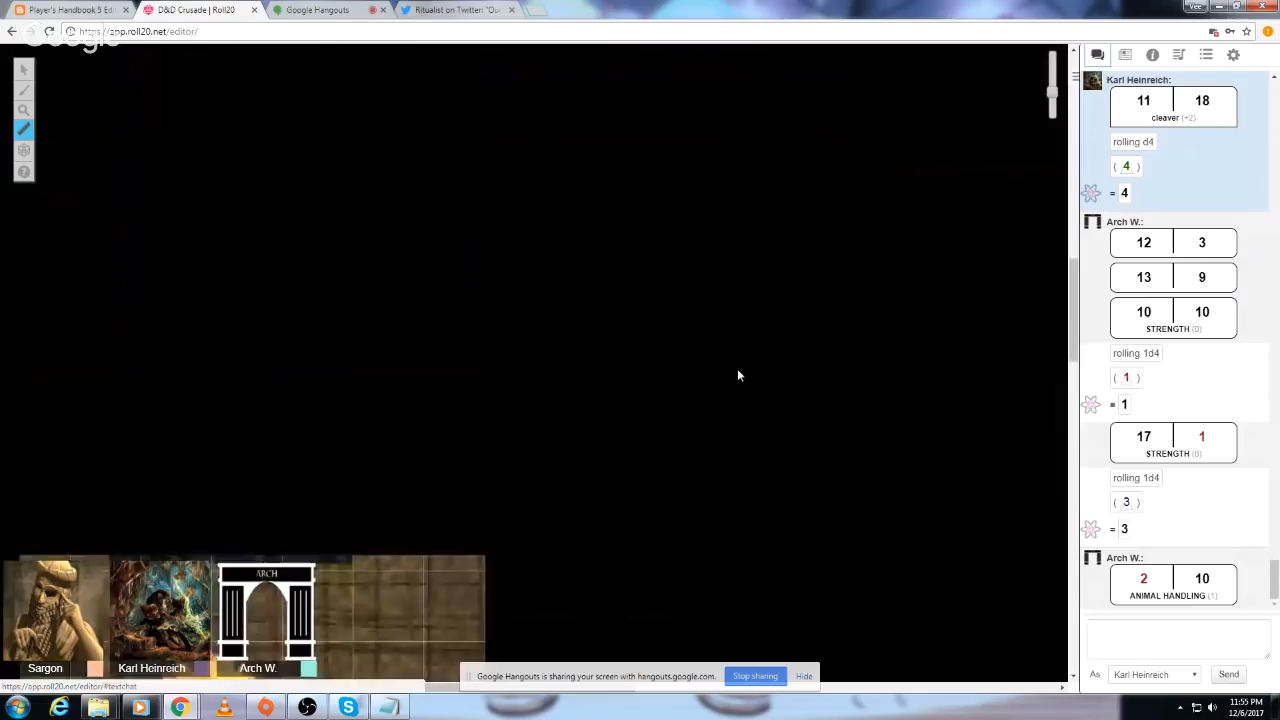 Player's Handbook:5 Edi
D&D Crusade | Roll20
Google Hangouts
Ritualist on Twitter: "Our
Vee
https://app.roll20.net/editor/
Google
Karl Heinreich:
11 18
cleaver (+2)
rolling d4
( 4 )
= 4
Arch W.:
12 3
13 9
10 10
STRENGTH (0)
rolling 1d4
( 1 )
= 1
17 1
STRENGTH (0)
rolling 1d4
( 3 )
= 3
Arch W.:
2 10
ANIMAL HANDLING (1)
ARCH
Sargon
Karl Heinreich
Arch W.
As Karl Heinreich Send
Google Hangouts is sharing your screen with hangouts.google.com. Stop sharing Hide
https://app.roll20.net/editor/#textchat
11:55 PM
12/6/2017